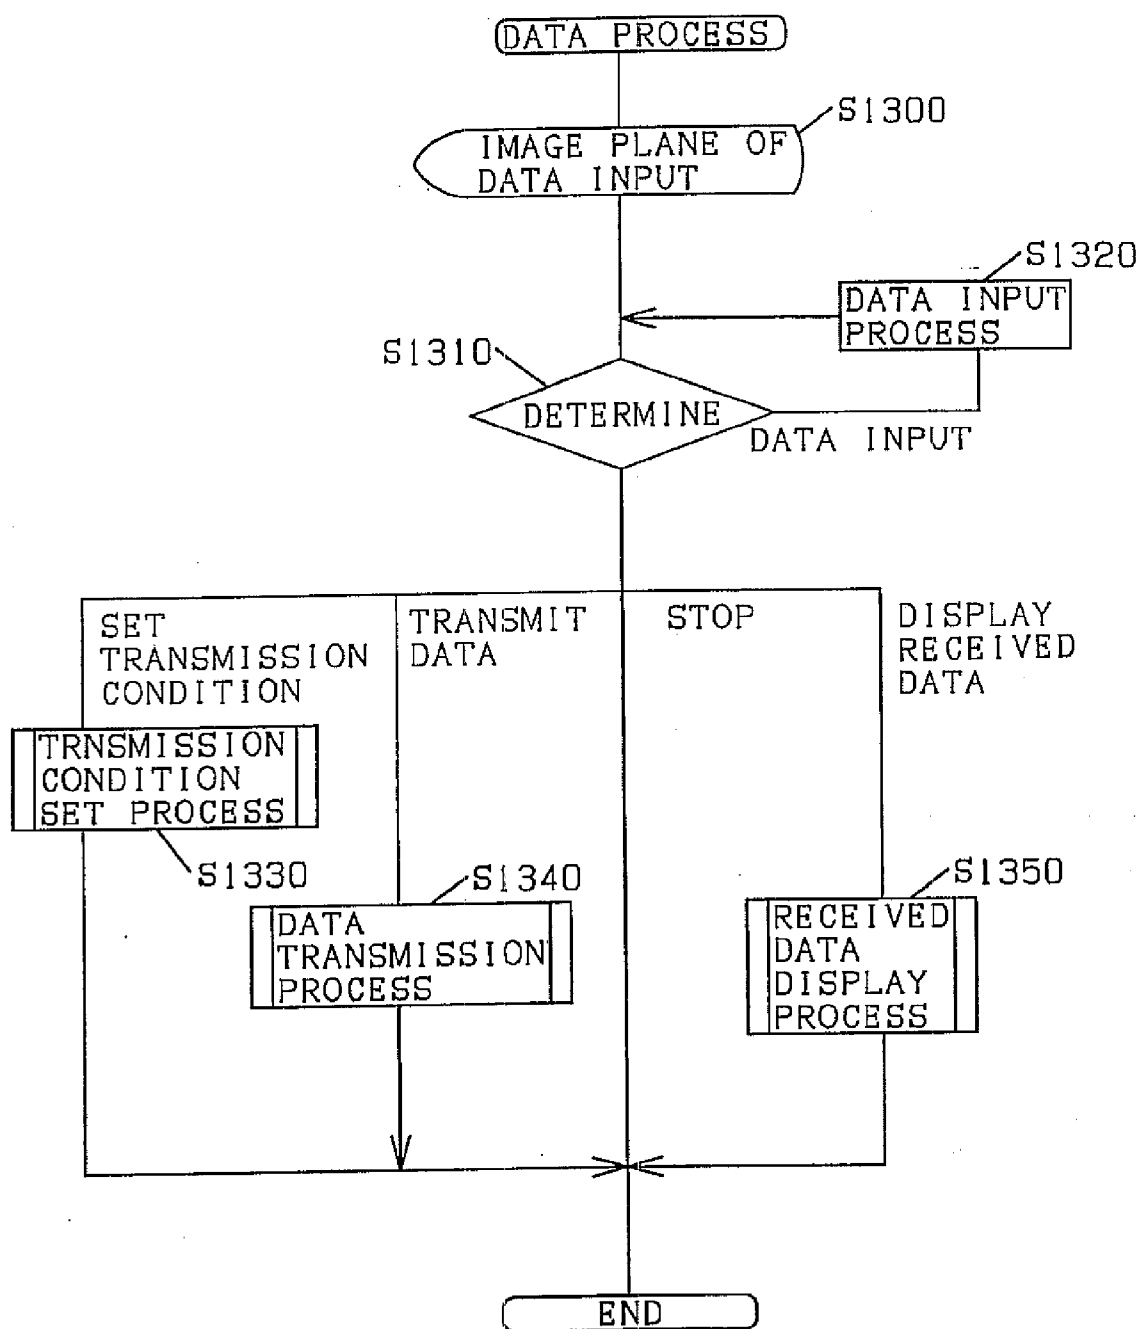 DATA PROCESS
S1300
IMAGE PLANE OF
DATA INPUT
S1320
DATA INPUT
PROCESS
S1310
DETERMINE
DATA INPUT
SET
TRANSMISSION
CONDITION
TRANSMIT
DATA
STOP
DISPLAY
RECEIVED
DATA
TRNSMISSION
CONDITION
SET PROCESS
S1330
S1340
DATA
TRANSMISSION
PROCESS
S1350
RECEIVED
DATA
DISPLAY
PROCESS
END